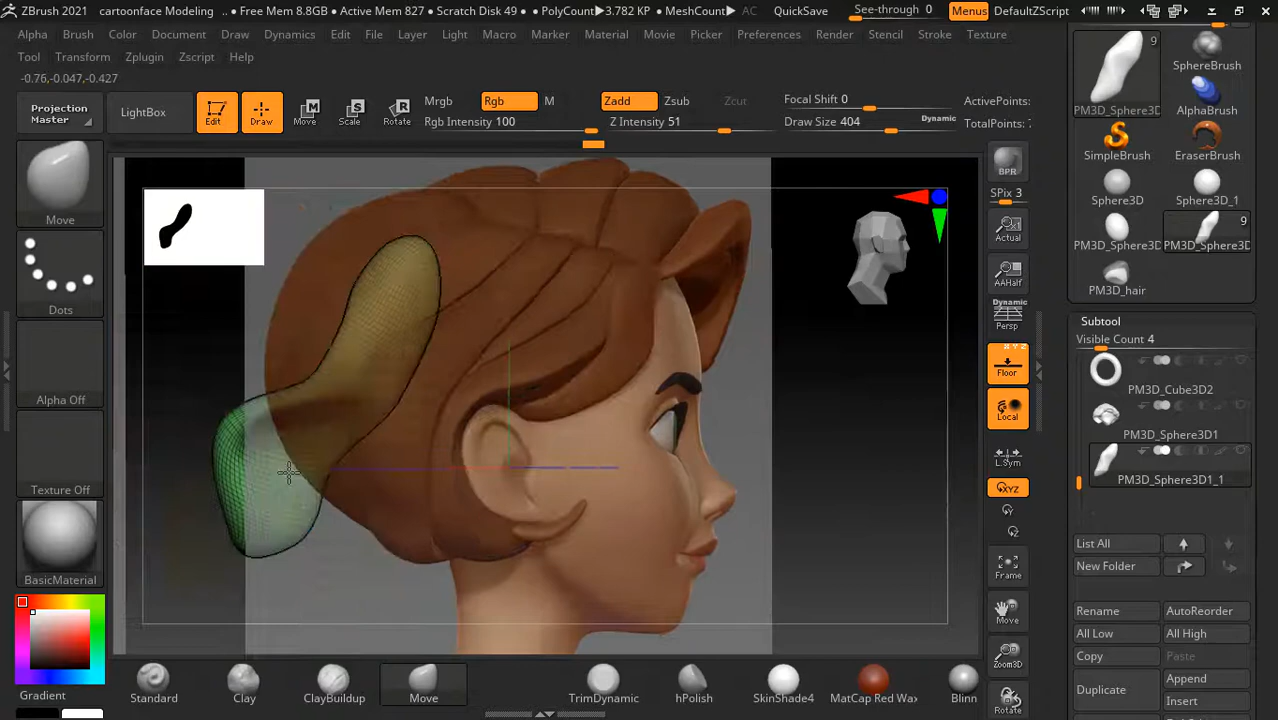 ZBrush 2021 cartoonface Modeling .. • Free Mem 8.8GB • Active Mem 827 • Scratch Disk 49 • PolyCount▸3.782 KP • MeshCount▸ AC QuickSave See-through 0 Menus DefaultZScript
Alpha Brush Color Document Draw Dynamics Edit File Layer Light Macro Marker Material Movie Picker Preferences Render Stencil Stroke Texture
Tool Transform Zplugin Zscript Help
-0.76,-0.047,-0.427
Projection Master
LightBox
Edit Draw Move Scale Rotate
Mrgb Rgb M
Rgb Intensity 100
Zadd Zsub Zcut
Z Intensity 51
Focal Shift 0
Draw Size 404 Dynamic
ActivePoints:
TotalPoints: 7
Move
Dots
Alpha Off
Texture Off
BasicMaterial
Gradient
BPR
SPix 3
Actual
AAHalf
Dynamic
Persp
X Y Z
Floor
Local
L.Sym
XYZ
Y
Z
Frame
Move
Zoom3D
Rotate
9
PM3D_Sphere3D SphereBrush
AlphaBrush
SimpleBrush EraserBrush
Sphere3D Sphere3D_1
9
PM3D_Sphere3D PM3D_Sphere3D
PM3D_hair
Subtool
Visible Count 4
PM3D_Cube3D2
PM3D_Sphere3D1
PM3D_Sphere3D1_1
List All
New Folder
Rename AutoReorder
All Low All High
Copy Paste
Duplicate Append
Insert
Standard Clay ClayBuildup Move TrimDynamic hPolish SkinShade4 MatCap Red Wax Blinn